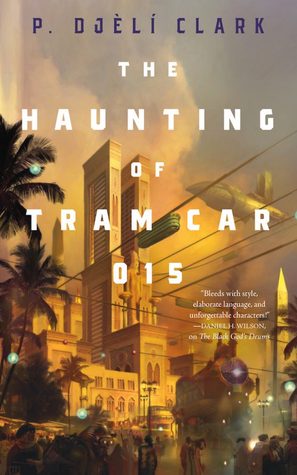 P. DJÈLÍ CLARK
THE
HAUNTING
OF
TRAM CAR
015
"Bleeds with style,
elaborate language, and
unforgettable characters!"
—DANIEL H. WILSON,
on The Black God's Drums